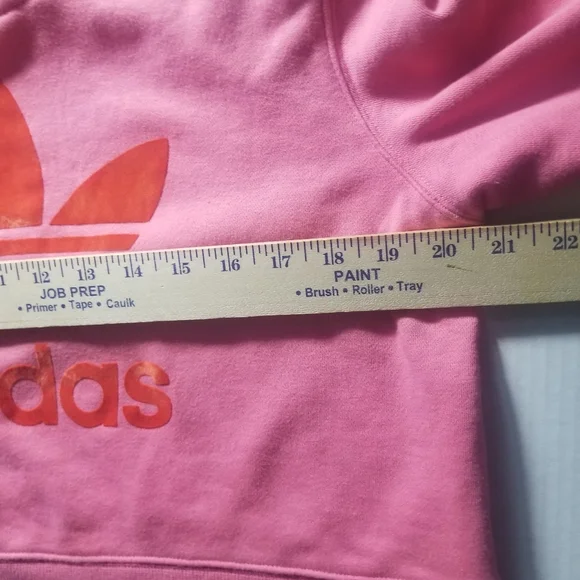 1 12 13 14 15 16 17 18 19 20 21 22
JOB PREP
• Primer • Tape • Caulk
PAINT
• Brush • Roller • Tray
das